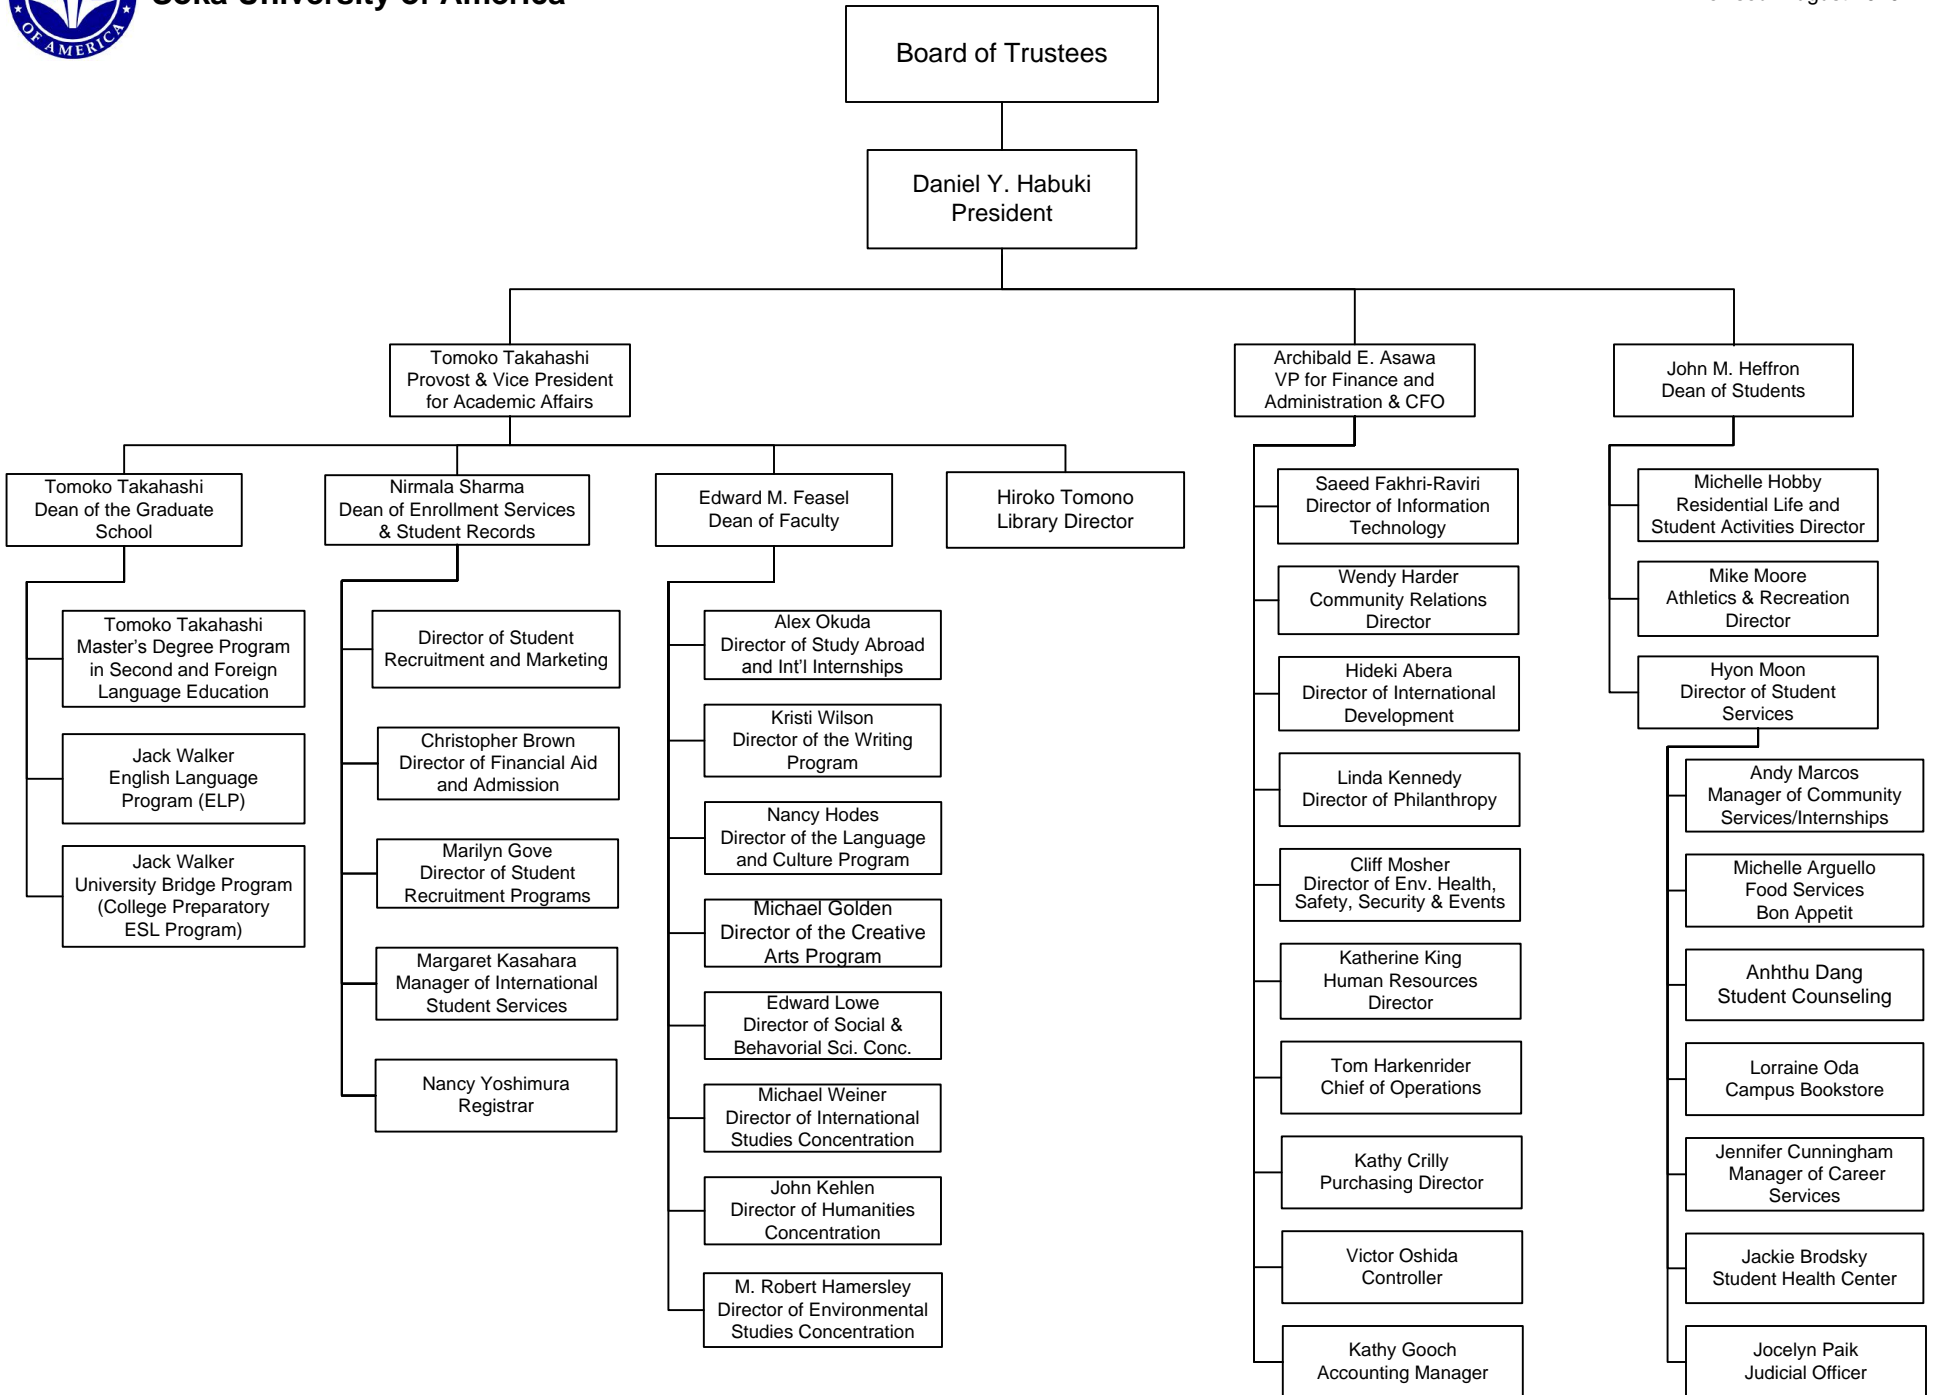 OF AMERICA
Soka University of America
Board of Trustees
Daniel Y. Habuki
President
Tomoko Takahashi
Provost & Vice President
for Academic Affairs
Archibald E. Asawa
VP for Finance and
Administration & CFO
John M. Heffron
Dean of Students
Tomoko Takahashi
Dean of the Graduate
School
Nirmala Sharma
Dean of Enrollment Services
& Student Records
Edward M. Feasel
Dean of Faculty
Hiroko Tomono
Library Director
Tomoko Takahashi
Master's Degree Program
in Second and Foreign
Language Education
Jack Walker
English Language
Program (ELP)
Jack Walker
University Bridge Program
(College Preparatory
ESL Program)
Director of Student
Recruitment and Marketing
Christopher Brown
Director of Financial Aid
and Admission
Marilyn Gove
Director of Student
Recruitment Programs
Margaret Kasahara
Manager of International
Student Services
Nancy Yoshimura
Registrar
Alex Okuda
Director of Study Abroad
and Int'l Internships
Kristi Wilson
Director of the Writing
Program
Nancy Hodes
Director of the Language
and Culture Program
Michael Golden
Director of the Creative
Arts Program
Edward Lowe
Director of Social &
Behavorial Sci. Conc.
Michael Weiner
Director of International
Studies Concentration
John Kehlen
Director of Humanities
Concentration
M. Robert Hamersley
Director of Environmental
Studies Concentration
Saeed Fakhri-Raviri
Director of Information
Technology
Wendy Harder
Community Relations
Director
Hideki Abera
Director of International
Development
Linda Kennedy
Director of Philanthropy
Cliff Mosher
Director of Env. Health,
Safety, Security & Events
Katherine King
Human Resources
Director
Tom Harkenrider
Chief of Operations
Kathy Crilly
Purchasing Director
Victor Oshida
Controller
Kathy Gooch
Accounting Manager
Michelle Hobby
Residential Life and
Student Activities Director
Mike Moore
Athletics & Recreation
Director
Hyon Moon
Director of Student
Services
Andy Marcos
Manager of Community
Services/Internships
Michelle Arguello
Food Services
Bon Appetit
Anhthu Dang
Student Counseling
Lorraine Oda
Campus Bookstore
Jennifer Cunningham
Manager of Career
Services
Jackie Brodsky
Student Health Center
Jocelyn Paik
Judicial Officer